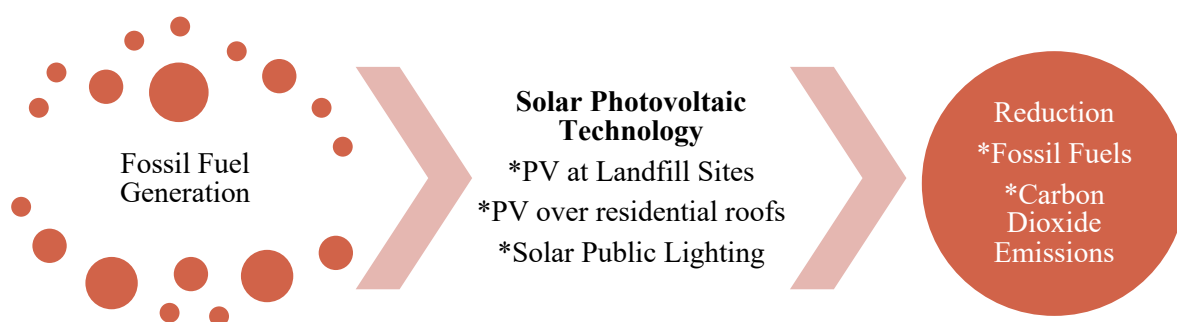 Fossil Fuel
Generation
Solar Photovoltaic
Technology
*PV at Landfill Sites
*PV over residential roofs
*Solar Public Lighting
Reduction
*Fossil Fuels
*Carbon
Dioxide
Emissions